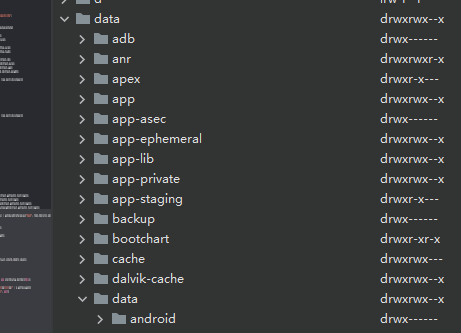 data drwxrwx--x
adb drwx------
anr drwxrwxr-x
apex drwxr-x---
app drwxrwx--x
app-asec drwx------
app-ephemeral drwxrwx--x
app-lib drwxrwx--x
app-private drwxrwx--x
app-staging drwxr-x---
backup drwx------
bootchart drwxr-xr-x
cache drwxrwx---
dalvik-cache drwxrwx--x
data drwxrwx--x
android drwx------